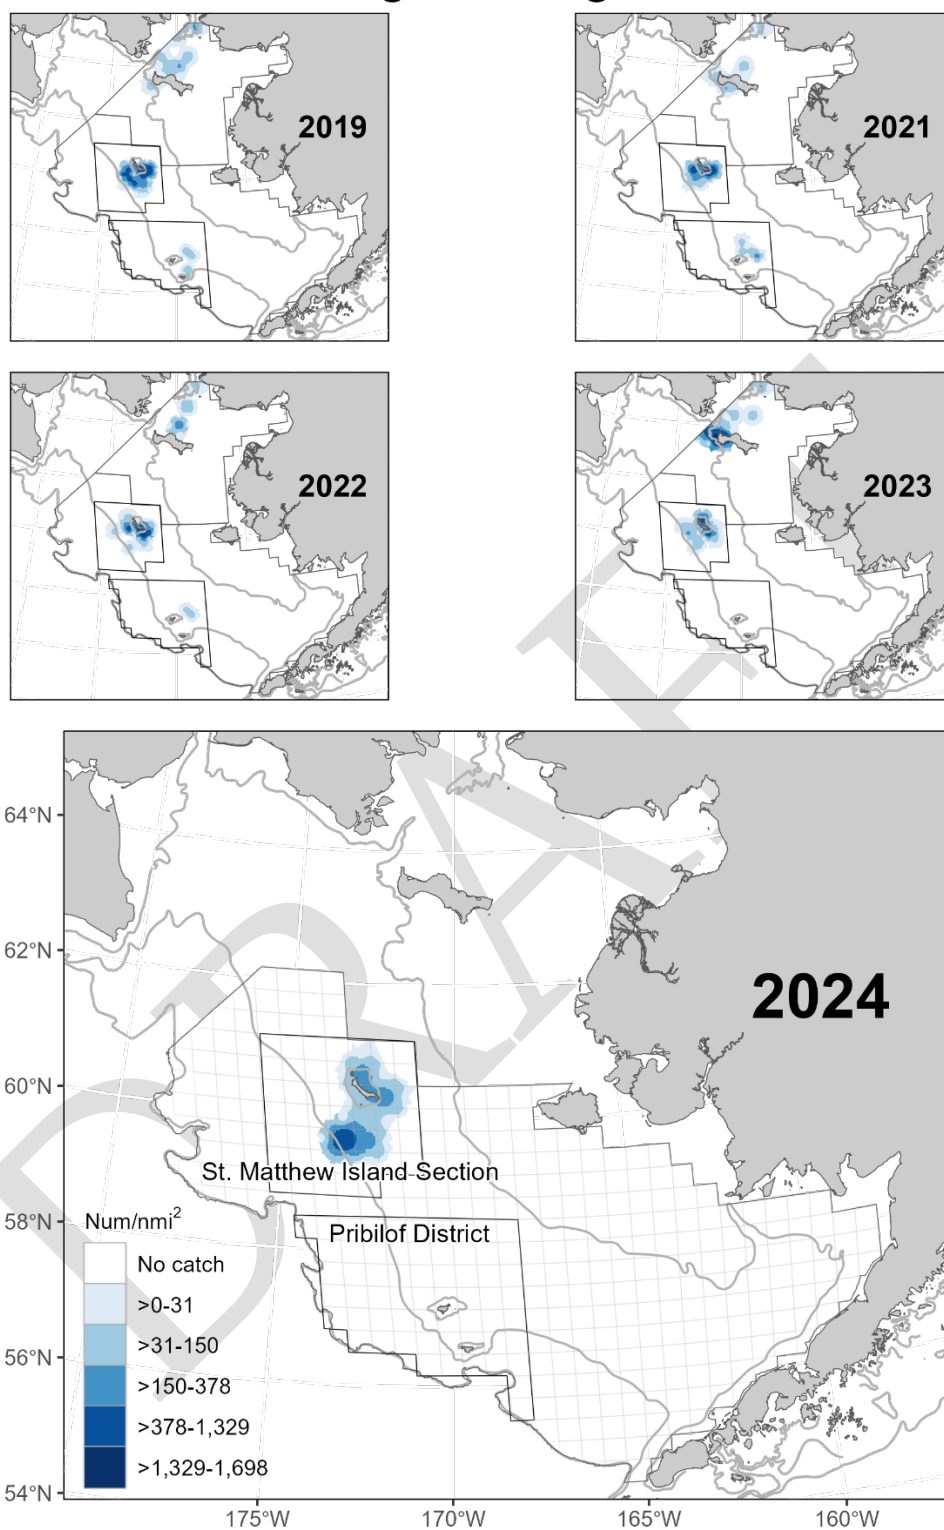 2019
2021
2022
2023
2024
64°N
62°N
60°N
58°N
56°N
54°N
St. Matthew Island Section
Pribilof District
Num/nmi²
No catch
>0-31
>31-150
>150-378
>378-1,329
>1,329-1,698
175°W
170°W
165°W
160°W
DRAFT